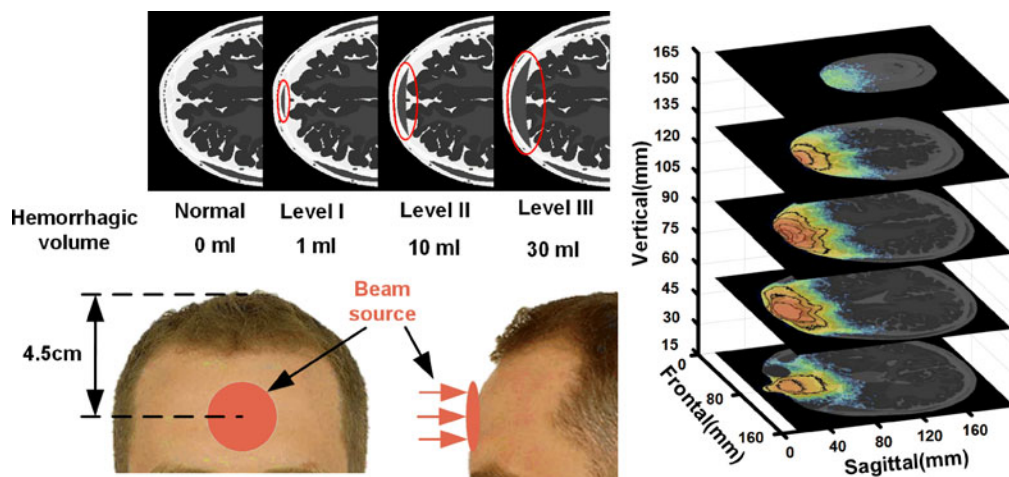 Hemorrhagic
volume
Normal
0 ml
Level I
1 ml
Level II
10 ml
Level III
30 ml
4.5cm
Beam
source
Vertical(mm)
165
150
135
120
105
90
75
60
45
30
15
0
Frontal(mm)
80
160
0
40
80
120
160
Sagittal(mm)